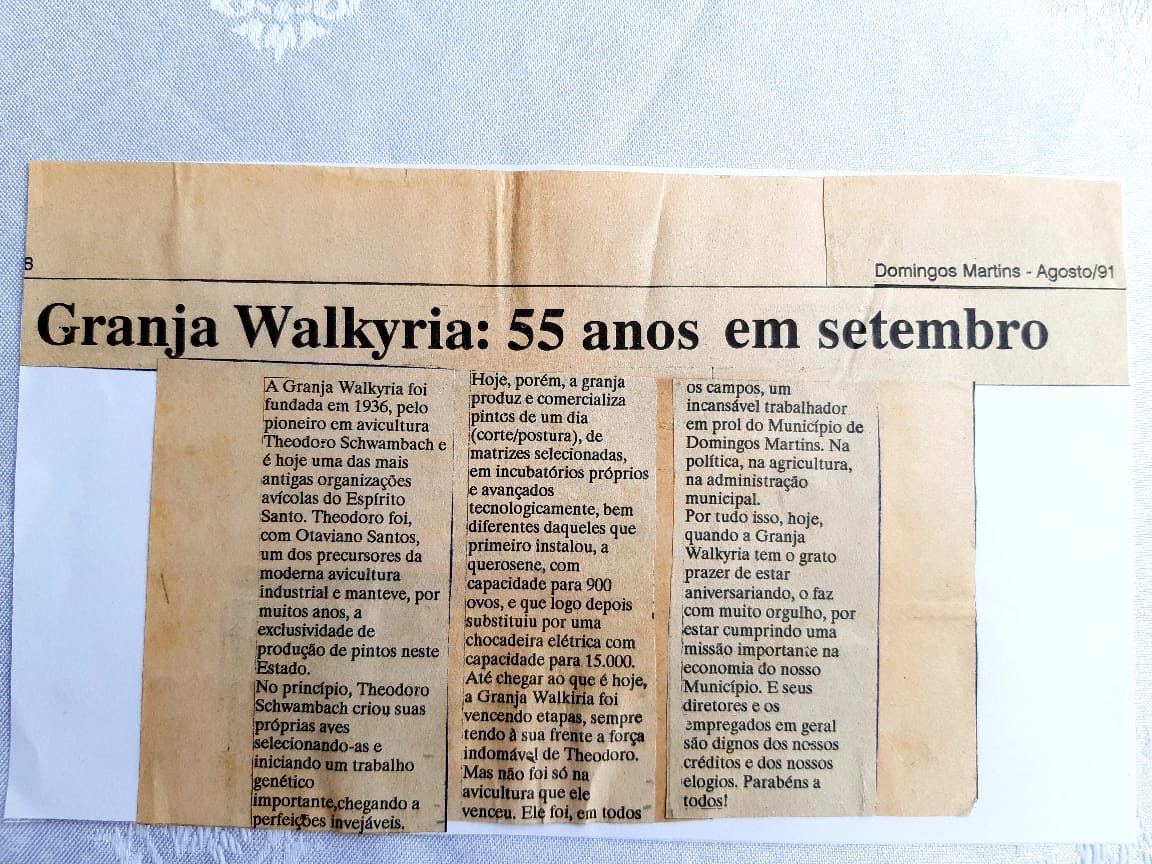 8
Domingos Martins - Agosto/91
Granja Walkyria: 55 anos em setembro
A Granja Walkyria foi
fundada em 1936, pelo
pioneiro em avicultura
Theodoro Schwambach e
é hoje uma das mais
antigas organizações
avícolas do Espírito
Santo. Theodoro foi,
com Otaviano Santos,
um dos precursores da
moderna avicultura
industrial e manteve, por
muitos anos, a
exclusividade de
produção de pintos neste
Estado.
No princípio, Theodoro
Schwambach criou suas
próprias aves
selecionando-as e
iniciando um trabalho
genético
importante,chegando a
perfeições invejáveis.
Hoje, porém, a granja
produz e comercializa
pintos de um dia
(corte/postura), de
matrizes selecionadas,
em incubatórios próprios
e avançados
tecnologicamente, bem
diferentes daqueles que
primeiro instalou, a
querosene, com
capacidade para 900
ovos, e que logo depois
substituiu por uma
chocadeira elétrica com
capacidade para 15.000.
Até chegar ao que é hoje,
a Granja Walkiria foi
vencendo etapas, sempre
tendo à sua frente a força
indomável de Theodoro.
Mas não foi só na
avicultura que ele
venceu. Ele foi, em todos
os campos, um
incansável trabalhador
em prol do Município de
Domingos Martins. Na
política, na agricultura,
na administração
municipal.
Por tudo isso, hoje,
quando a Granja
Walkyria tem o grato
prazer de estar
aniversariando, o faz
com muito orgulho, por
estar cumprindo uma
missão importante na
economia do nosso
Município. E seus
diretores e os
empregados em geral
são dignos dos nossos
créditos e dos nossos
elogios. Parabéns a
todos!